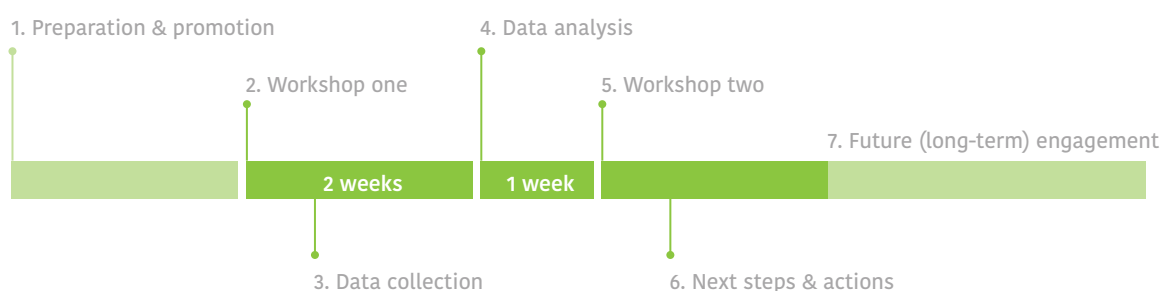 1. Preparation & promotion
4. Data analysis
2. Workshop one
5. Workshop two
7. Future (long-term) engagement
2 weeks
1 week
3. Data collection
6. Next steps & actions